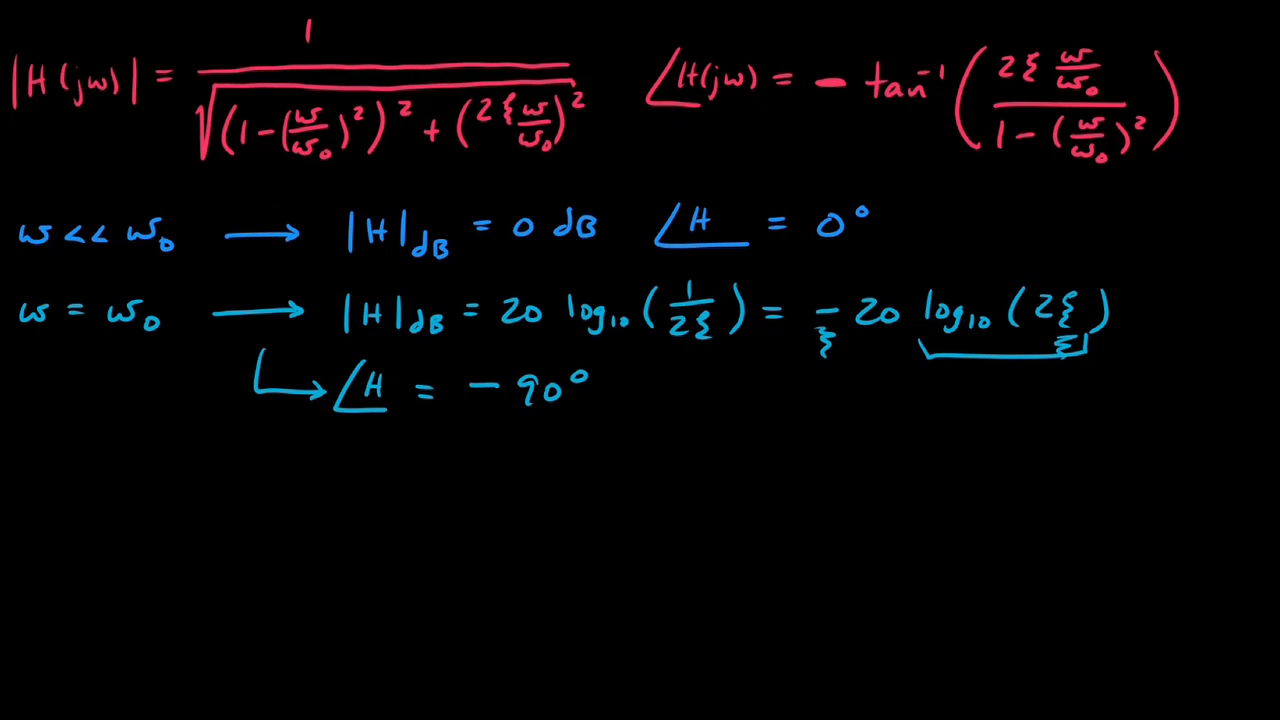 |H(jω)| = 1 / √((1-(ω/ω₀)²)² + (2ξ ω/ω₀)²)   ∠H(jω) = - tan⁻¹ (2ξ ω/ω₀ / 1 - (ω/ω₀)²)
ω << ω₀ → |H|dB = 0 dB   ∠H = 0°
ω = ω₀ → |H|dB = 20 log₁₀ (1/2ξ) = - 20 log₁₀ (2ξ)
↳ ∠H = - 90°